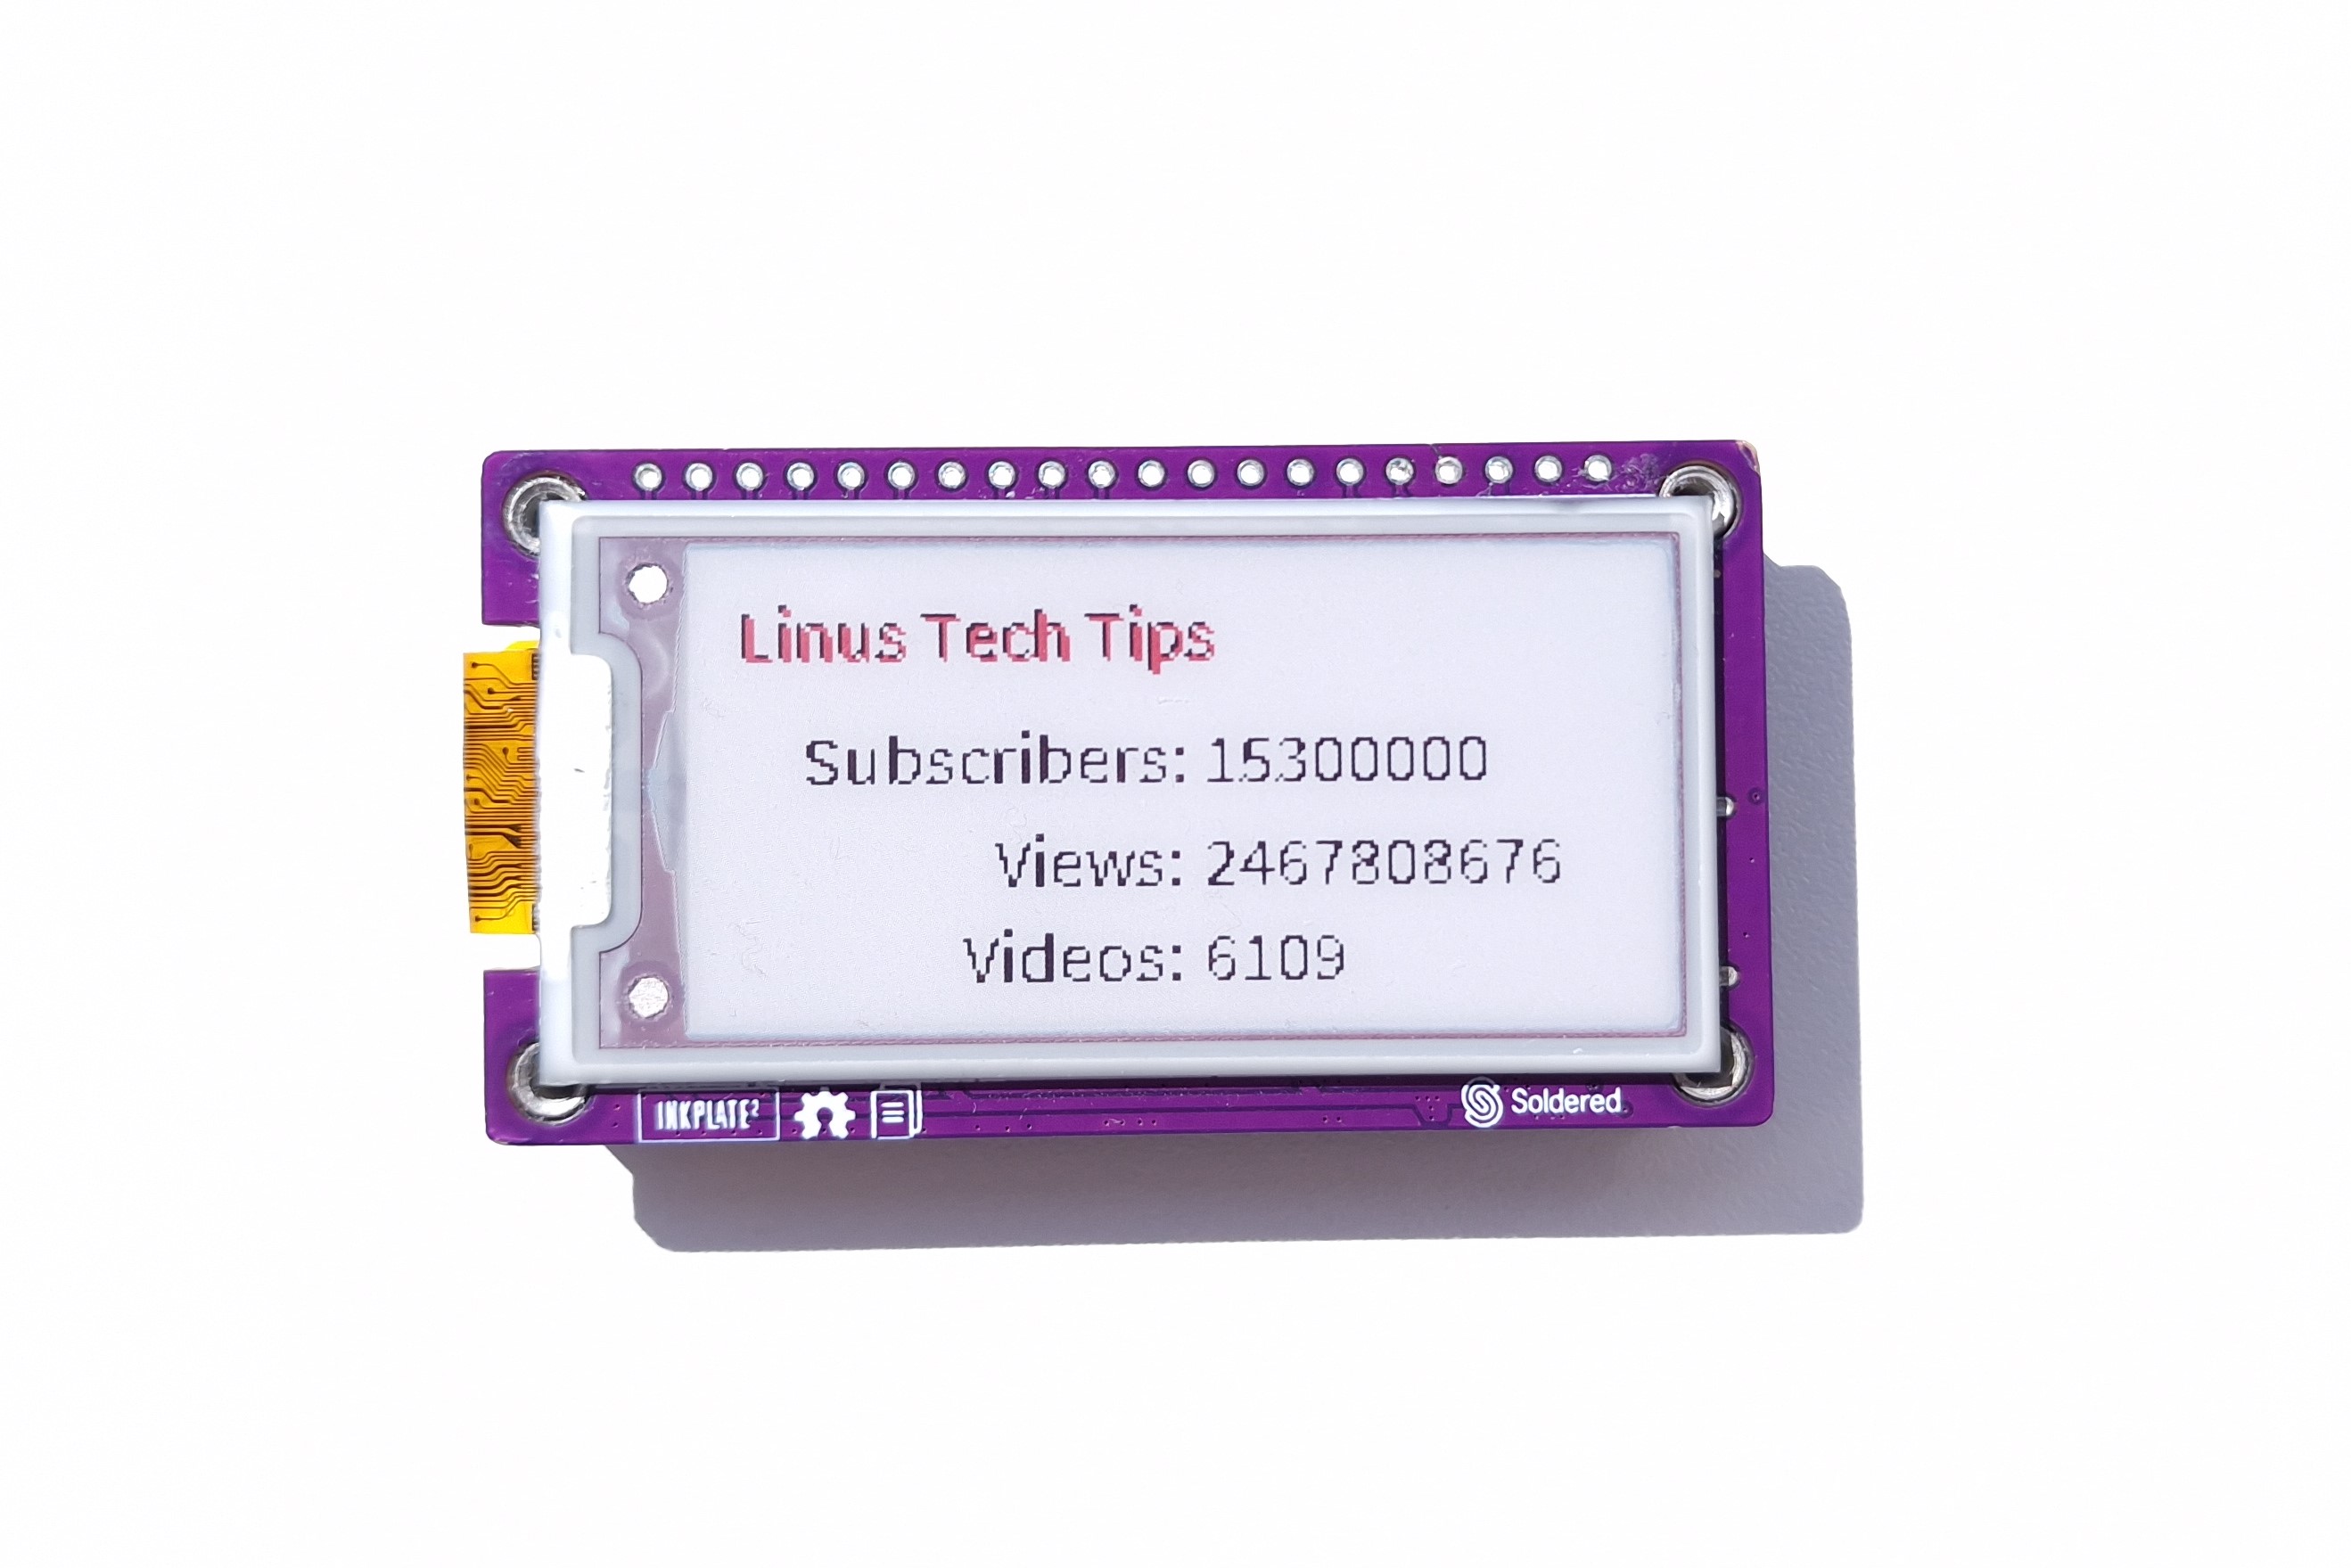 Linus Tech Tips
Subscribers: 15300000
Views: 2467808676
Videos: 6109
INKPLATE2
Soldered